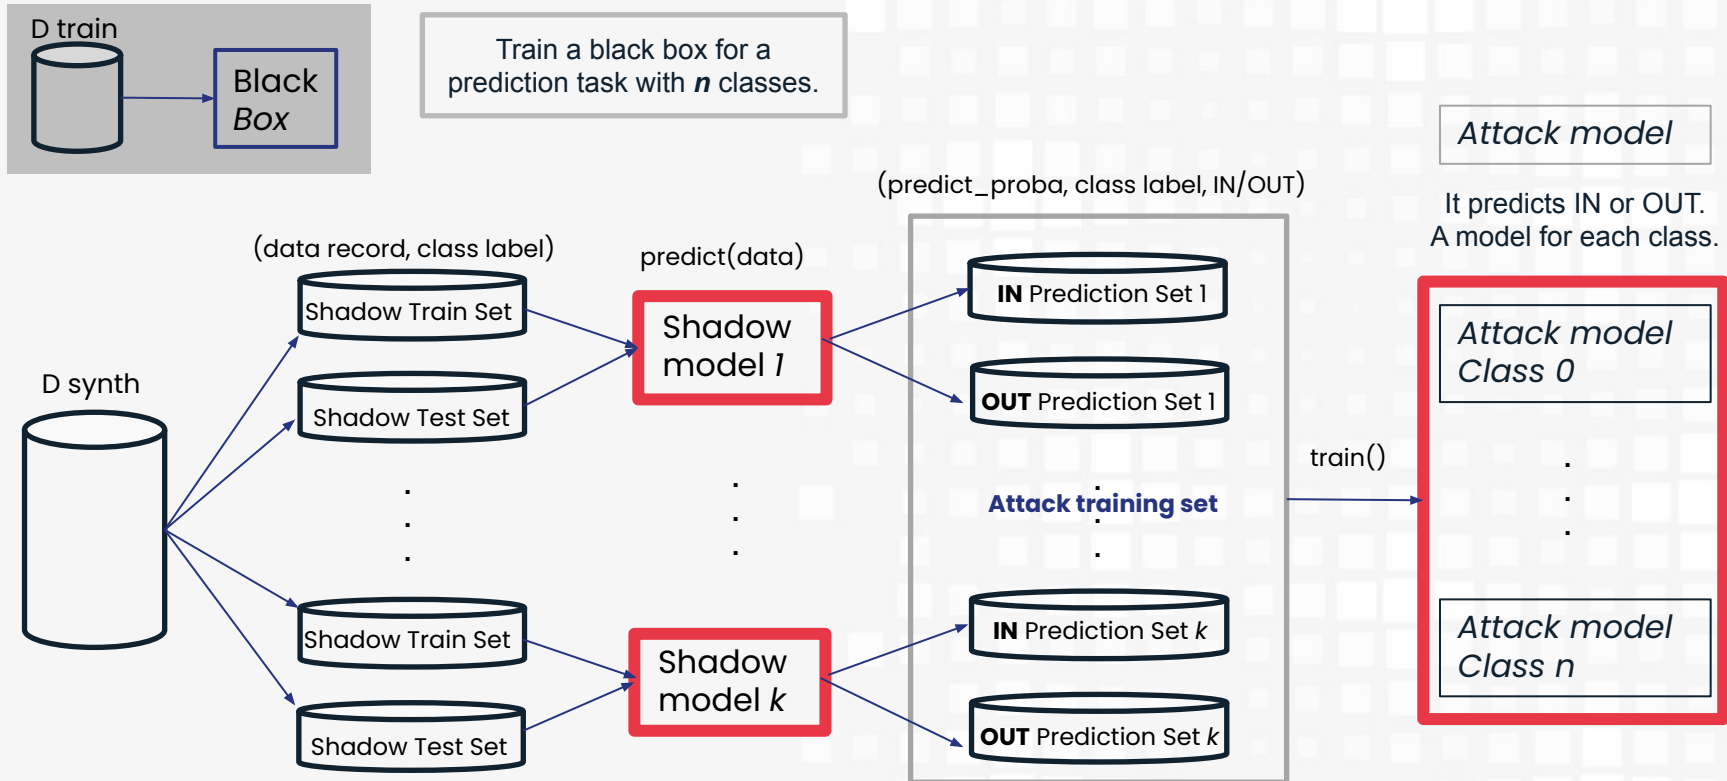 D train
Black
Box
Train a black box for a
prediction task with n classes.
Attack model
It predicts IN or OUT.
A model for each class.
(predict_proba, class label, IN/OUT)
(data record, class label)
predict(data)
D synth
Shadow Train Set
Shadow Test Set
Shadow
model 1
IN Prediction Set 1
OUT Prediction Set 1
Attack training set
train()
Attack model
Class 0
Shadow Train Set
Shadow Test Set
Shadow
model k
IN Prediction Set k
OUT Prediction Set k
Attack model
Class n